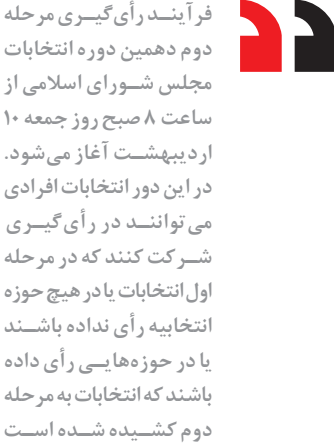 فرآیند رأی‌گیری مرحله
دوم دهمین دوره انتخابات
مجلس شورای اسلامی از
ساعت ۸ صبح روز جمعه ۱۰
اردیبهشت آغاز می‌شود.
در این دور انتخابات افرادی
می‌توانند در رأی‌گیری
شرکت کنند که در مرحله
اول انتخابات یا در هیچ حوزه
انتخابیه رأی نداده باشند
یا در حوزه‌هایی رأی داده
باشند که انتخابات به مرحله
دوم کشیده شده است